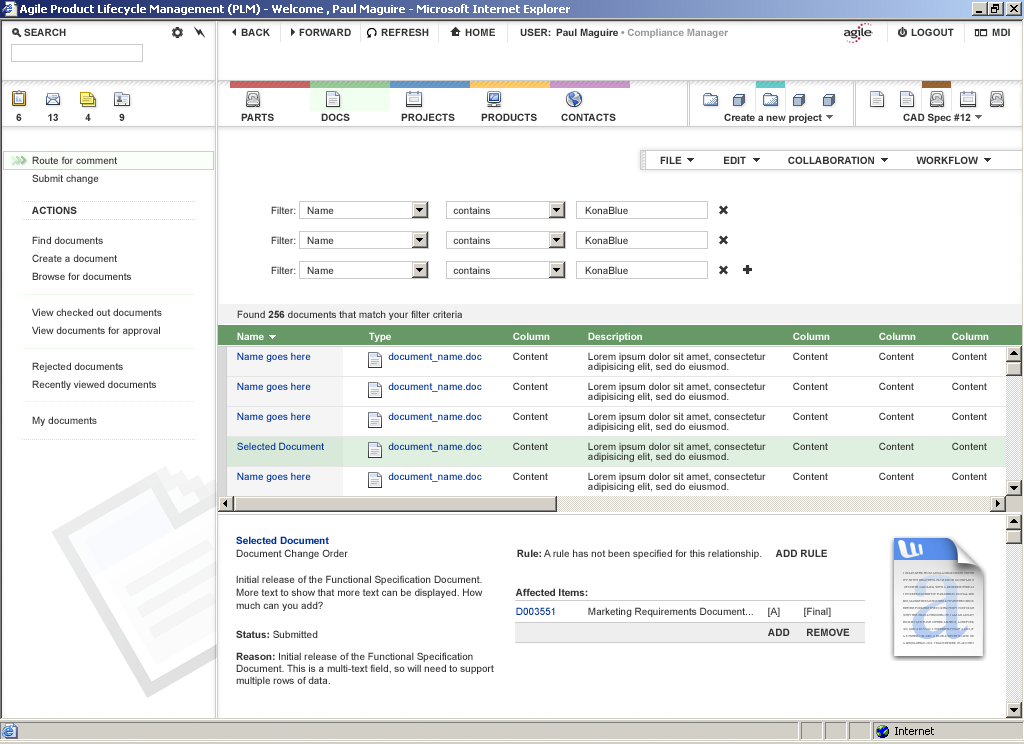 Agile Product Lifecycle Management (PLM) - Welcome , Paul Maguire - Microsoft Internet Explorer
SEARCH
BACK FORWARD REFRESH HOME USER: Paul Maguire • Compliance Manager agile LOGOUT MDI
6 13 4 9
PARTS DOCS PROJECTS PRODUCTS CONTACTS Create a new project CAD Spec #12
Route for comment
Submit change
ACTIONS
Find documents
Create a document
Browse for documents
View checked out documents
View documents for approval
Rejected documents
Recently viewed documents
My documents
FILE EDIT COLLABORATION WORKFLOW
Filter: Name contains KonaBlue
Filter: Name contains KonaBlue
Filter: Name contains KonaBlue
Found 256 documents that match your filter criteria
Name Type Column Description Column Column Column
Name goes here document_name.doc Content Lorem ipsum dolor sit amet, consectetur Content Content Content
adipisicing elit, sed do eiusmod.
Name goes here document_name.doc Content Lorem ipsum dolor sit amet, consectetur Content Content Content
adipisicing elit, sed do eiusmod.
Name goes here document_name.doc Content Lorem ipsum dolor sit amet, consectetur Content Content Content
adipisicing elit, sed do eiusmod.
Selected Document document_name.doc Content Lorem ipsum dolor sit amet, consectetur Content Content Content
adipisicing elit, sed do eiusmod.
Name goes here document_name.doc Content Lorem ipsum dolor sit amet, consectetur Content Content Content
adipisicing elit, sed do eiusmod.
Selected Document
Document Change Order
Initial release of the Functional Specification Document.
More text to show that more text can be displayed. How
much can you add?
Status: Submitted
Reason: Initial release of the Functional Specification
Document. This is a multi-text field, so will need to support
multiple rows of data.
Rule: A rule has not been specified for this relationship. ADD RULE
Affected Items:
D003551 Marketing Requirements Document... [A] [Final]
ADD REMOVE
Internet